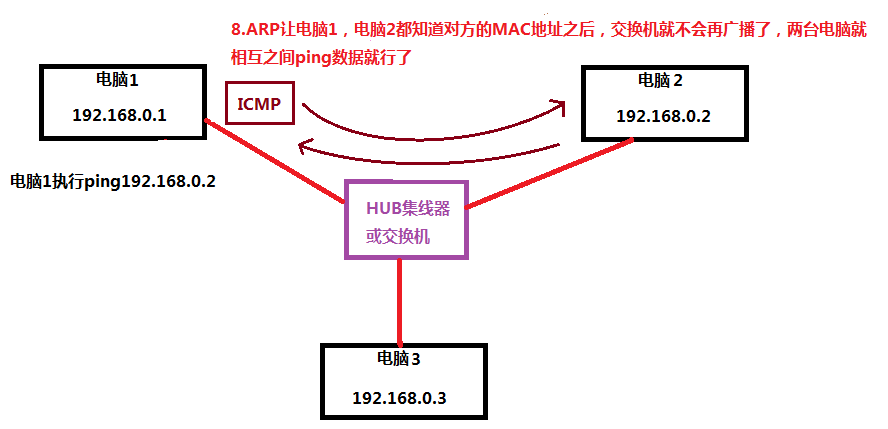 8.ARP让电脑1，电脑2都知道对方的MAC地址之后，交换机就不会再广播了，两台电脑就
相互之间ping数据就行了
电脑1
192.168.0.1
ICMP
电脑2
192.168.0.2
电脑1执行ping192.168.0.2
HUB集线器
或交换机
电脑3
192.168.0.3